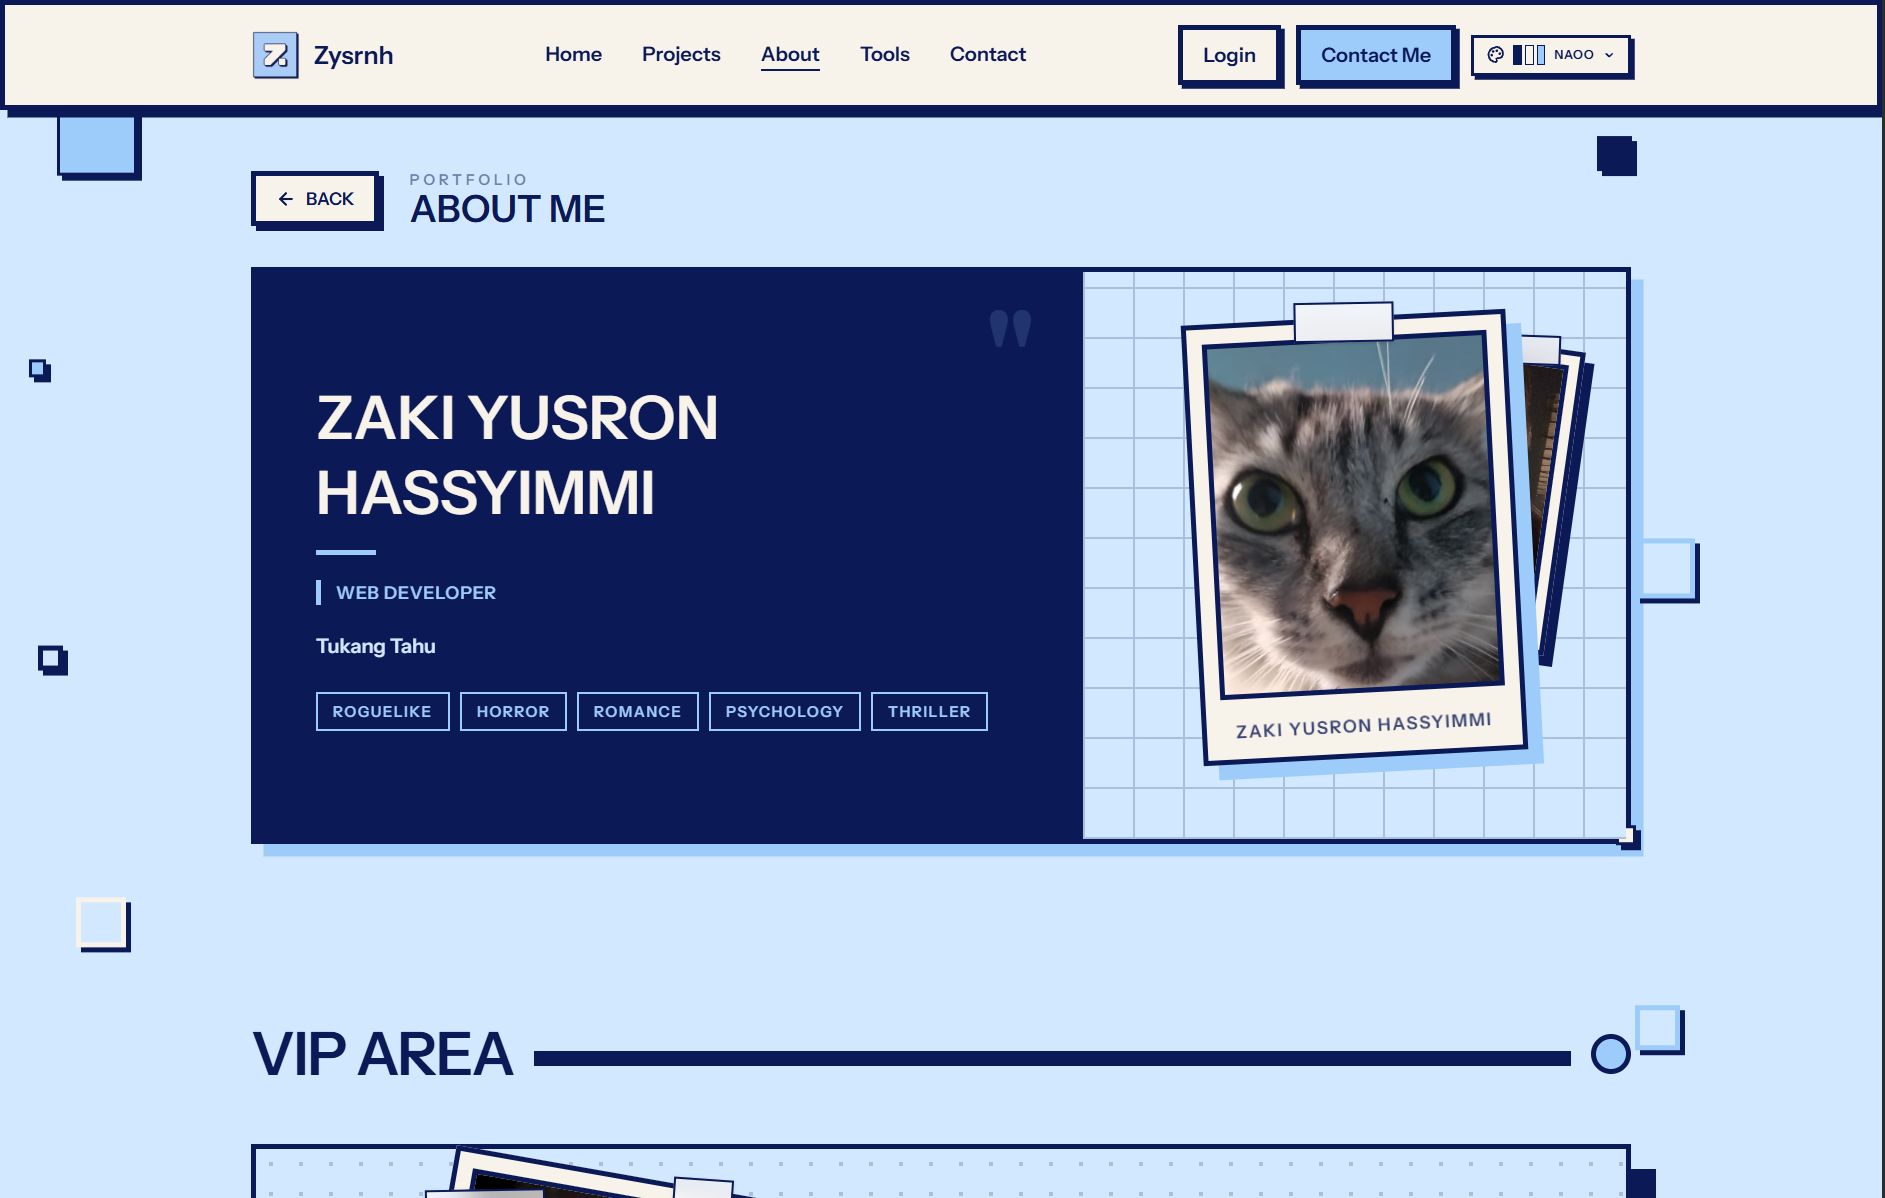 Zysrnh
Home
Projects
About
Tools
Contact
Login
Contact Me
NAOO
BACK
PORTFOLIO
ABOUT ME
"
ZAKI YUSRON
HASSYIMMI
WEB DEVELOPER
Tukang Tahu
ROGUELIKE
HORROR
ROMANCE
PSYCHOLOGY
THRILLER
ZAKI YUSRON HASSYIMMI
VIP AREA